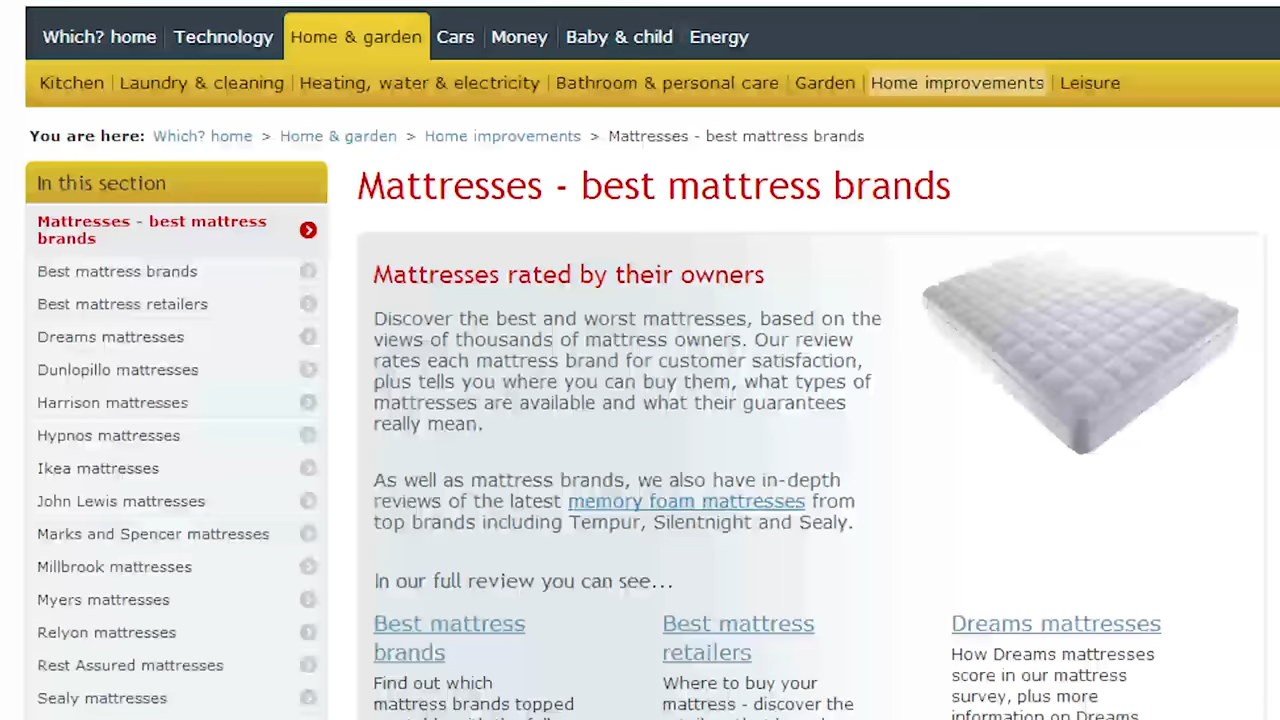 Which? home Technology Home & garden Cars Money Baby & child Energy
Kitchen Laundry & cleaning Heating, water & electricity Bathroom & personal care Garden Home improvements Leisure
You are here: Which? home > Home & garden > Home improvements > Mattresses - best mattress brands
In this section
Mattresses - best mattress
brands
Best mattress brands
Best mattress retailers
Dreams mattresses
Dunlopillo mattresses
Harrison mattresses
Hypnos mattresses
Ikea mattresses
John Lewis mattresses
Marks and Spencer mattresses
Millbrook mattresses
Myers mattresses
Relyon mattresses
Rest Assured mattresses
Sealy mattresses
Mattresses - best mattress brands
Mattresses rated by their owners
Discover the best and worst mattresses, based on the
views of thousands of mattress owners. Our review
rates each mattress brand for customer satisfaction,
plus tells you where you can buy them, what types of
mattresses are available and what their guarantees
really mean.
As well as mattress brands, we also have in-depth
reviews of the latest memory foam mattresses from
top brands including Tempur, Silentnight and Sealy.
In our full review you can see...
Best mattress
brands
Find out which
mattress brands topped
Best mattress
retailers
Where to buy your
mattress - discover the
Dreams mattresses
How Dreams mattresses
score in our mattress
survey, plus more
information on Dreams